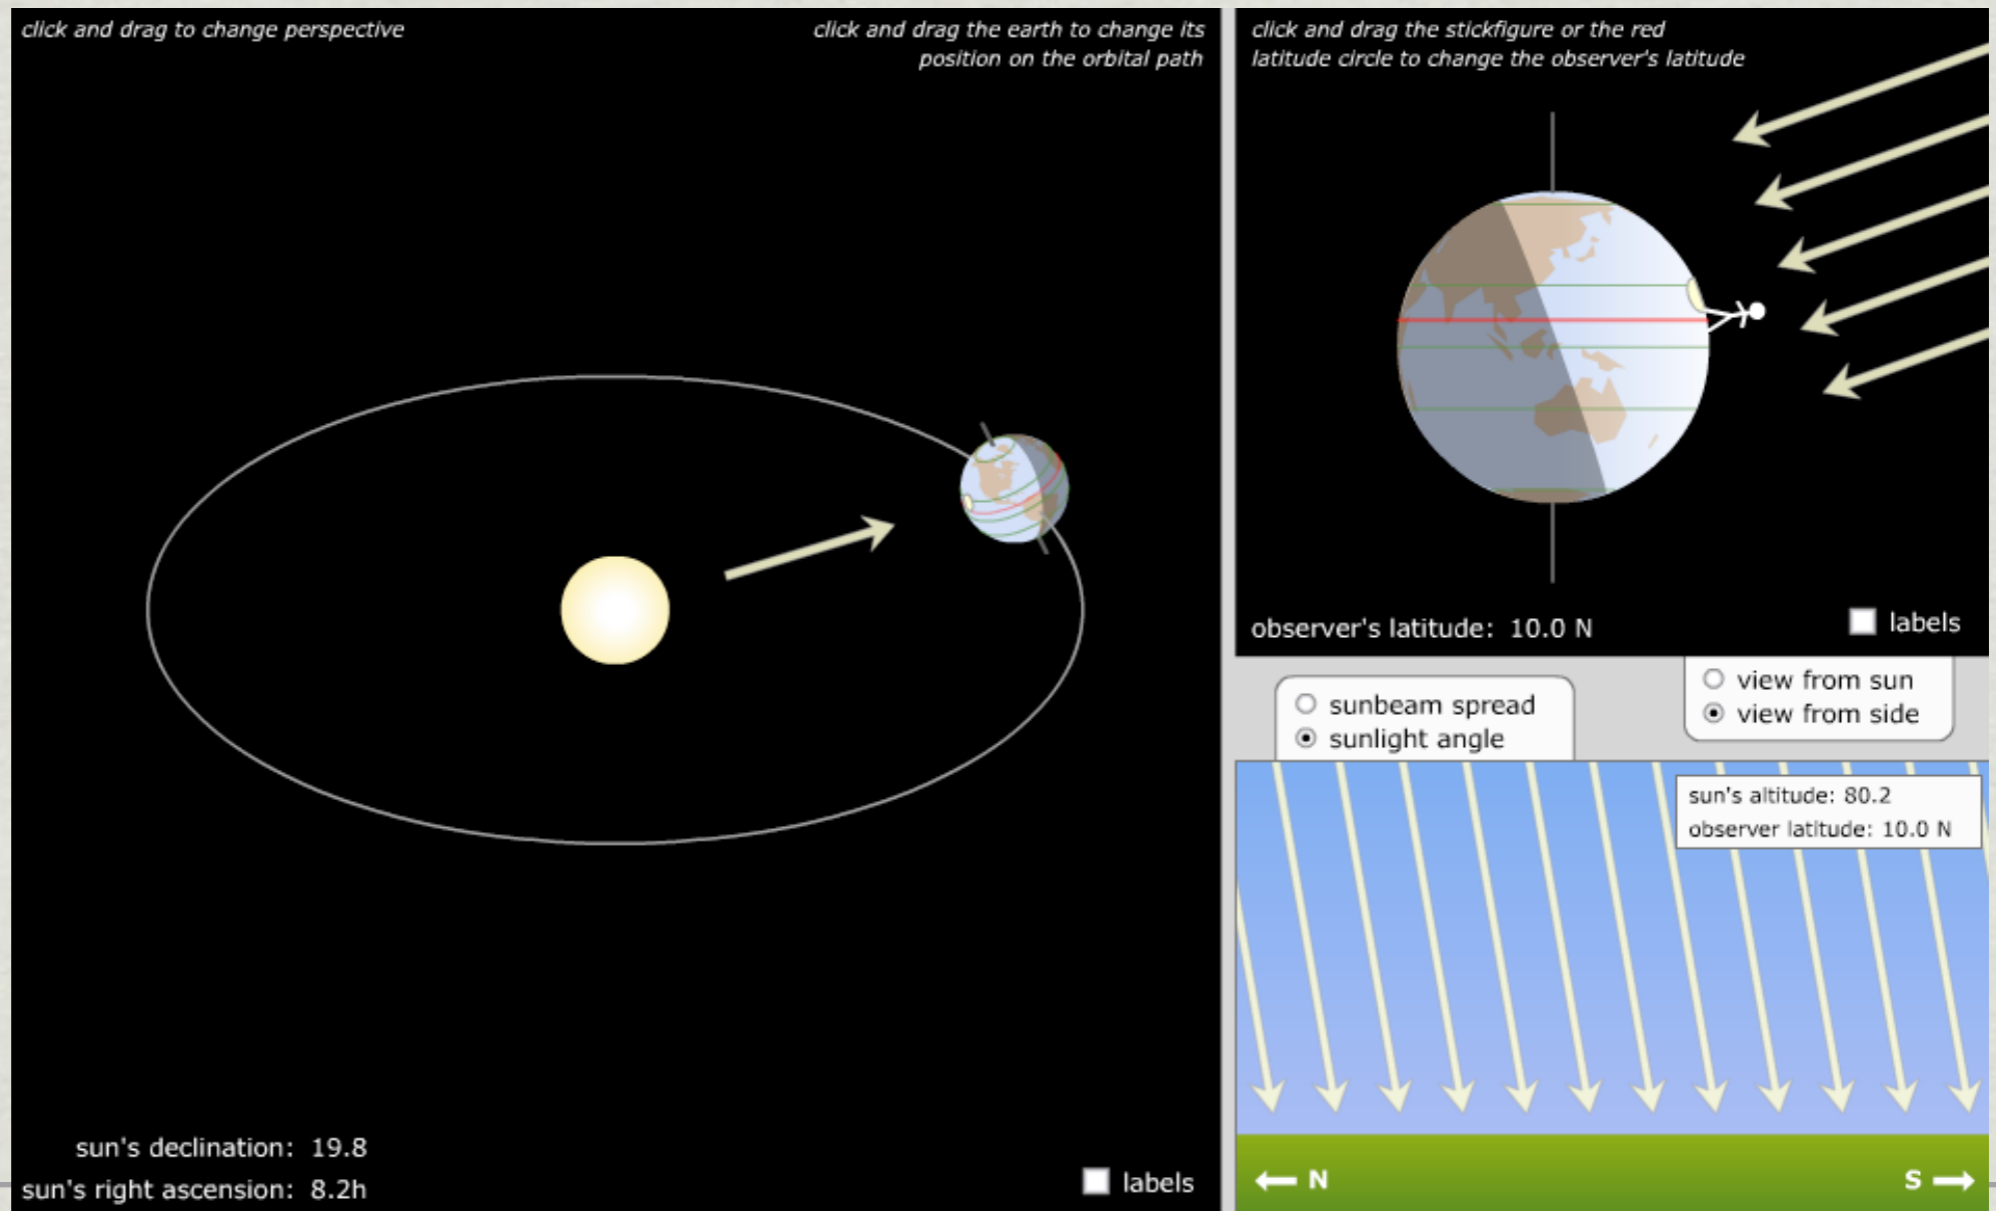 click and drag to change perspective
click and drag the earth to change its
position on the orbital path
sun's declination: 19.8
sun's right ascension: 8.2h
labels
click and drag the stickfigure or the red
latitude circle to change the observer's latitude
observer's latitude: 10.0 N
labels
view from sun
view from side
sunbeam spread
sunlight angle
sun's altitude: 80.2
observer latitude: 10.0 N
N
S